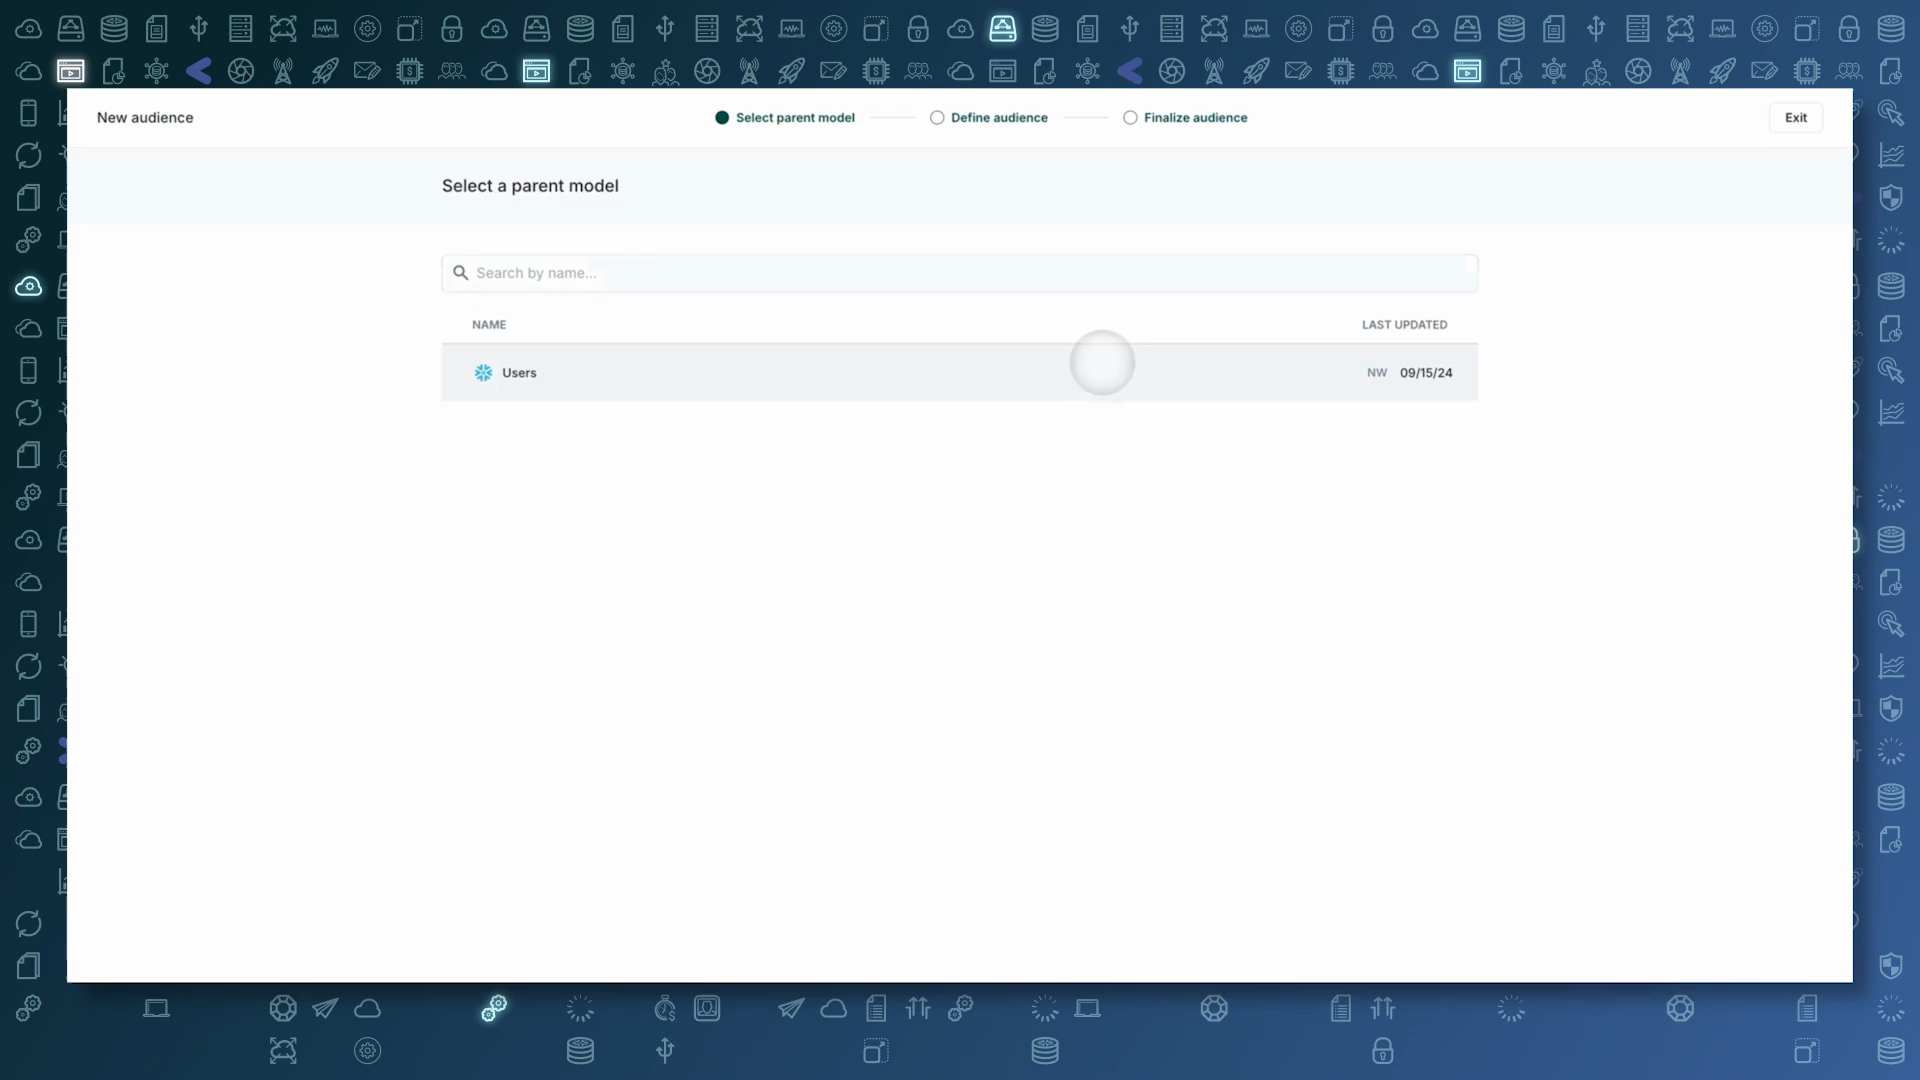 New audience
Select parent model
Define audience
Finalize audience
Exit
Select a parent model
Search by name...
NAME
LAST UPDATED
Users
NW 09/15/24